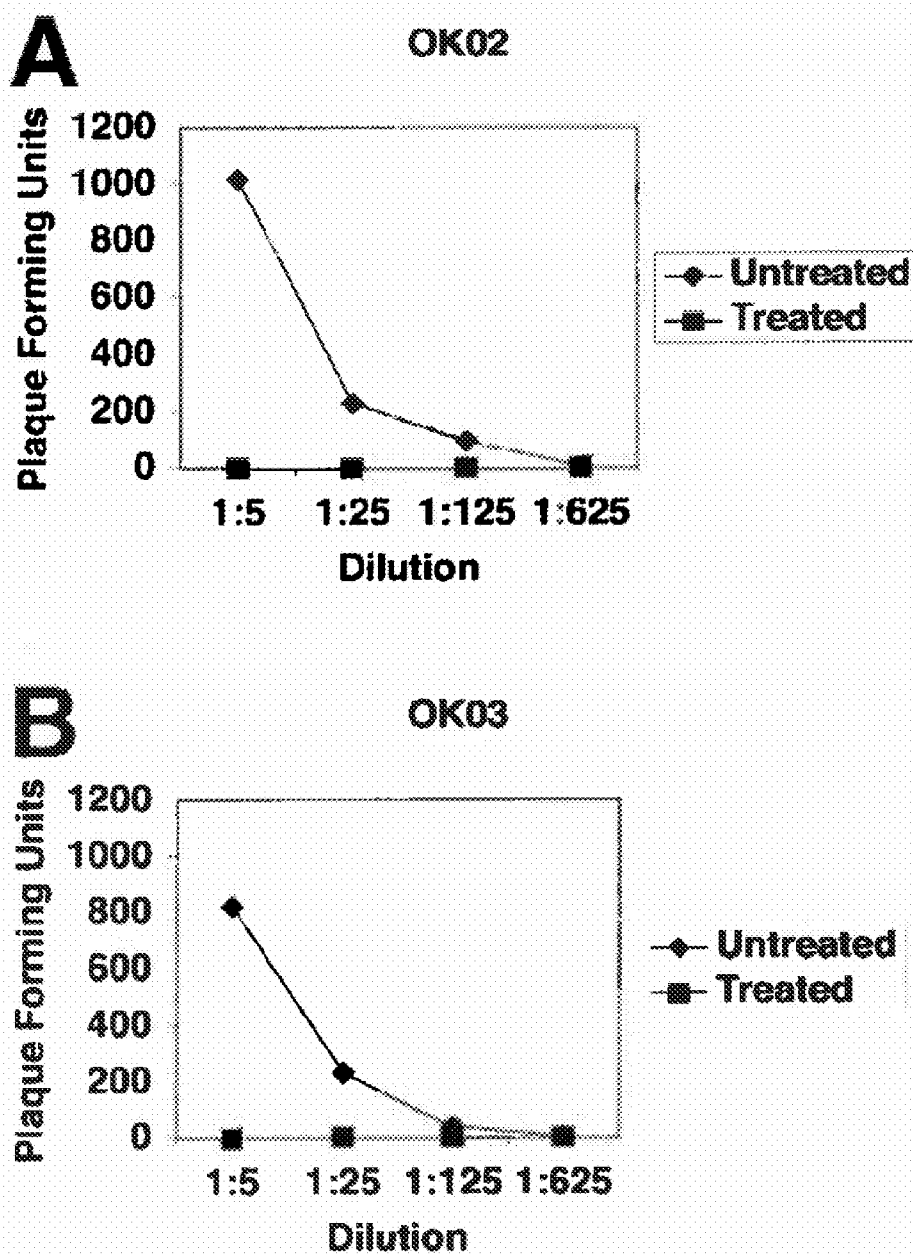 A
OK02
Plaque Forming Units
1200
1000
800
600
400
200
0
1:5 1:25 1:125 1:625
Dilution
Untreated
Treated
B
OK03
Plaque Forming Units
1200
1000
800
600
400
200
0
1:5 1:25 1:125 1:625
Dilution
Untreated
Treated